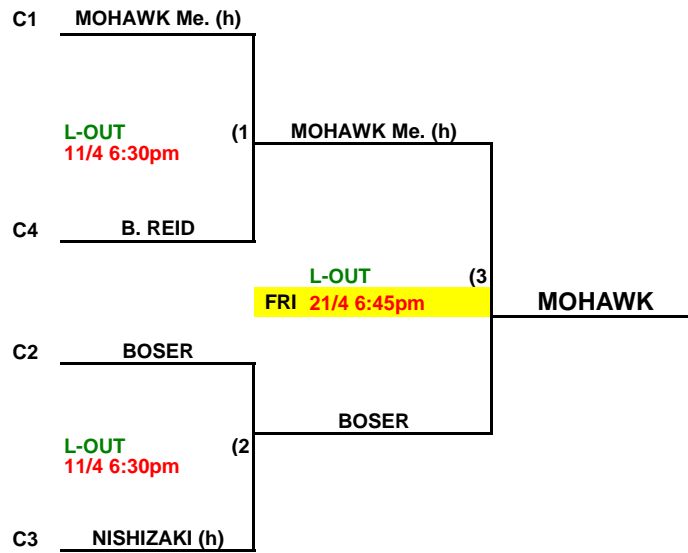 C1 MOHAWK Me. (h)
L-OUT (1 MOHAWK Me. (h)
11/4 6:30pm
C4 B. REID
L-OUT (3
FRI 21/4 6:45pm MOHAWK
C2 BOSER
BOSER
L-OUT (2
11/4 6:30pm
C3 NISHIZAKI (h)